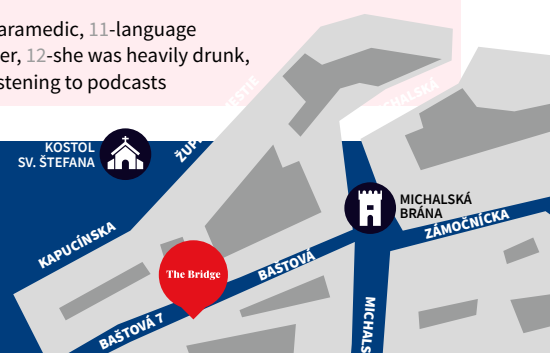 aramedic, 11-language
er, 12-she was heavily drunk,
stening to podcasts
KOSTOL
SV. ŠTEFANA
MICHALSKÁ
BRÁNA
ZÁMOČNÍCKA
KAPUCÍNSKA
The Bridge
BAŠTOVÁ
BAŠTOVÁ 7